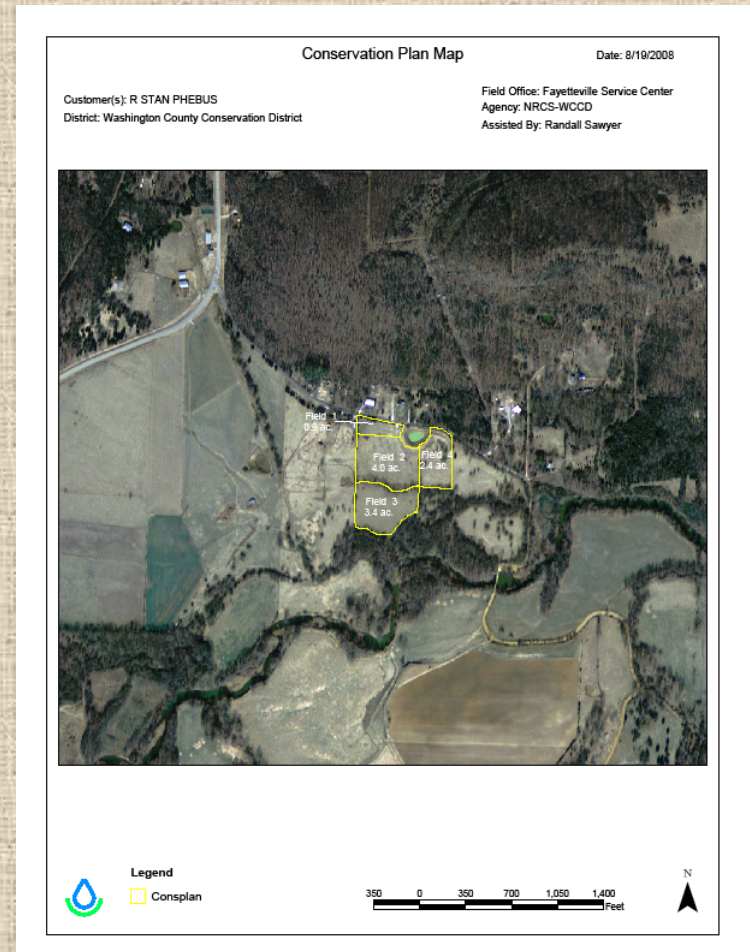 Conservation Plan Map
Date: 8/19/2008
Customer(s): R STAN PHEBUS
District: Washington County Conservation District
Field Office: Fayetteville Service Center
Agency: NRCS-WCCD
Assisted By: Randall Sawyer
Field 1
0.9 ac.
Field 2
4.0 ac.
Field 4
2.4 ac.
Field 3
3.4 ac.
Legend
Consplan
350 0 350 700 1,050 1,400
Feet
N